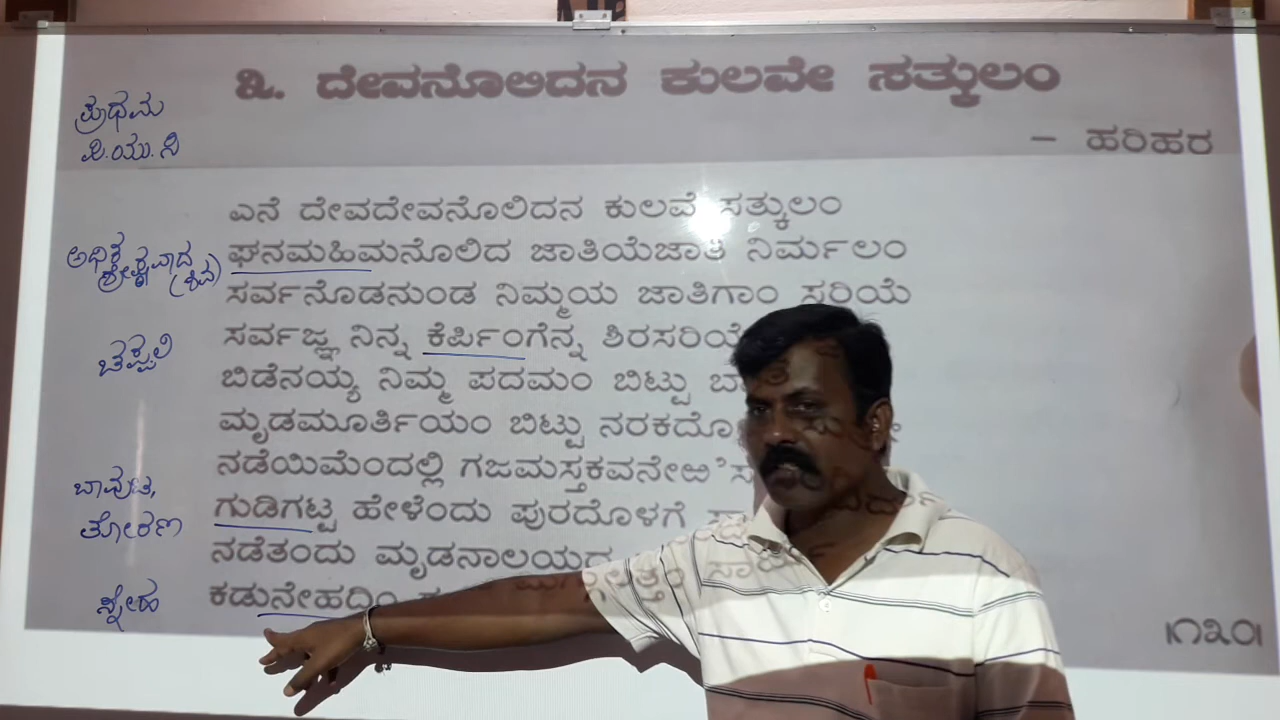 ೩. ದೇವನೊಲಿದನ ಕುಲವೇ ಸತ್ಕುಲಂ
– ಹರಿಹರ
ಪ್ರಥಮ
ಪಿ.ಯು.ಸಿ
ಎನೆ ದೇವದೇವನೊಲಿದನ ಕುಲವೆ ಸತ್ಕುಲಂ
ಘನಮಹಿಮನೊಲಿದ ಜಾತಿಯೆಜಾತಿ ನಿರ್ಮಲಂ
ಅಧಿಕ
ಶ್ರೇಷ್ಠವಾದ
(ಶಿವ)
ಸರ್ವನೊಡನುಂಡ ನಿಮ್ಮಯ ಜಾತಿಗಾಂ ಸರಿಯೆ
ಸರ್ವಜ್ಞ ನಿನ್ನ ಕೆರ್ಪಿಂಗೆನ್ನ ಶಿರಸರಿಯೆ
ಚಪ್ಪಲಿ
ಬಿಡೆನಯ್ಯ ನಿಮ್ಮ ಪದಮಂ ಬಿಟ್ಟು
ಮೃಡಮೂರ್ತಿಯಂ ಬಿಟ್ಟು ನರಕದೊ
ನಡೆಯಿಮೆಂದಲ್ಲಿ ಗಜಮಸ್ತಕವನೇಱಿಸ
ಬಾವುಟ,
ಗುಡಿಗಟ್ಟ ಹೇಳೆಂದು ಪುರದೊಳಗೆ
ತೋರಣ
ನಡೆತಂದು ಮೃಡನಾಲಯದ
ಕಡುನೇಹದಿಂ
ಸ್ನೇಹ
೧೩೦